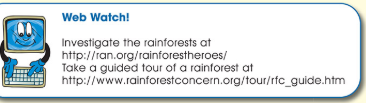 Web Watch!
Investigate the rainforests at
http://ran.org/rainforestheroes/
Take a guided tour of a rainforest at
http://www.rainforestconcern.org/tour/rfc_guide.htm